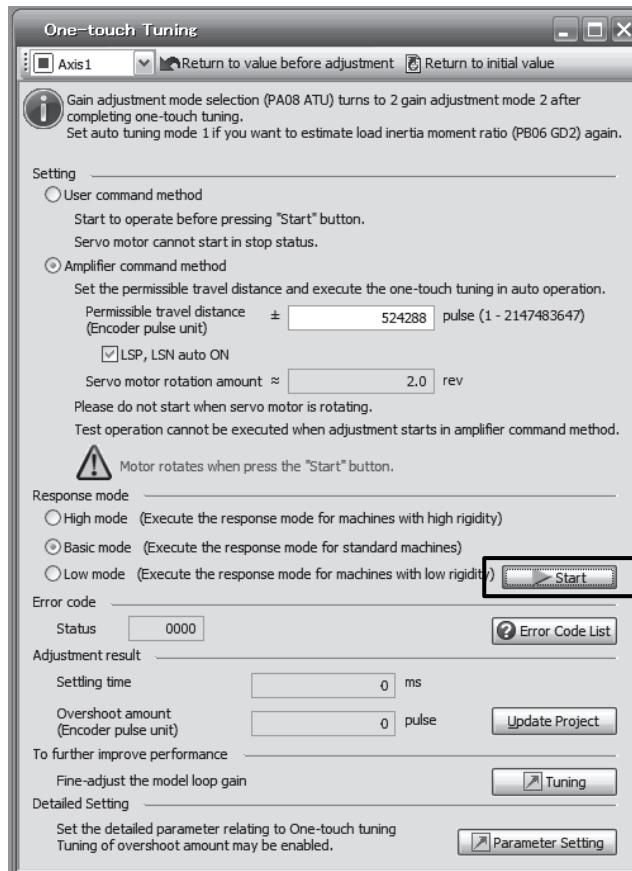 One-touch Tuning
Axis1 Return to value before adjustment Return to initial value
Gain adjustment mode selection (PA08 ATU) turns to 2 gain adjustment mode 2 after
completing one-touch tuning.
Set auto tuning mode 1 if you want to estimate load inertia moment ratio (PB06 GD2) again.
Setting
User command method
Start to operate before pressing "Start" button.
Servo motor cannot start in stop status.
Amplifier command method
Set the permissible travel distance and execute the one-touch tuning in auto operation.
Permissible travel distance ± 524288 pulse (1 - 2147483647)
(Encoder pulse unit)
LSP, LSN auto ON
Servo motor rotation amount ≈ 2.0 rev
Please do not start when servo motor is rotating.
Test operation cannot be executed when adjustment starts in amplifier command method.
Motor rotates when press the "Start" button.
Response mode
High mode (Execute the response mode for machines with high rigidity)
Basic mode (Execute the response mode for standard machines)
Low mode (Execute the response mode for machines with low rigidity) Start
Error code
Status 0000 Error Code List
Adjustment result
Settling time 0 ms
Overshoot amount 0 pulse Update Project
(Encoder pulse unit)
To further improve performance
Fine-adjust the model loop gain Tuning
Detailed Setting
Set the detailed parameter relating to One-touch tuning
Tuning of overshoot amount may be enabled. Parameter Setting